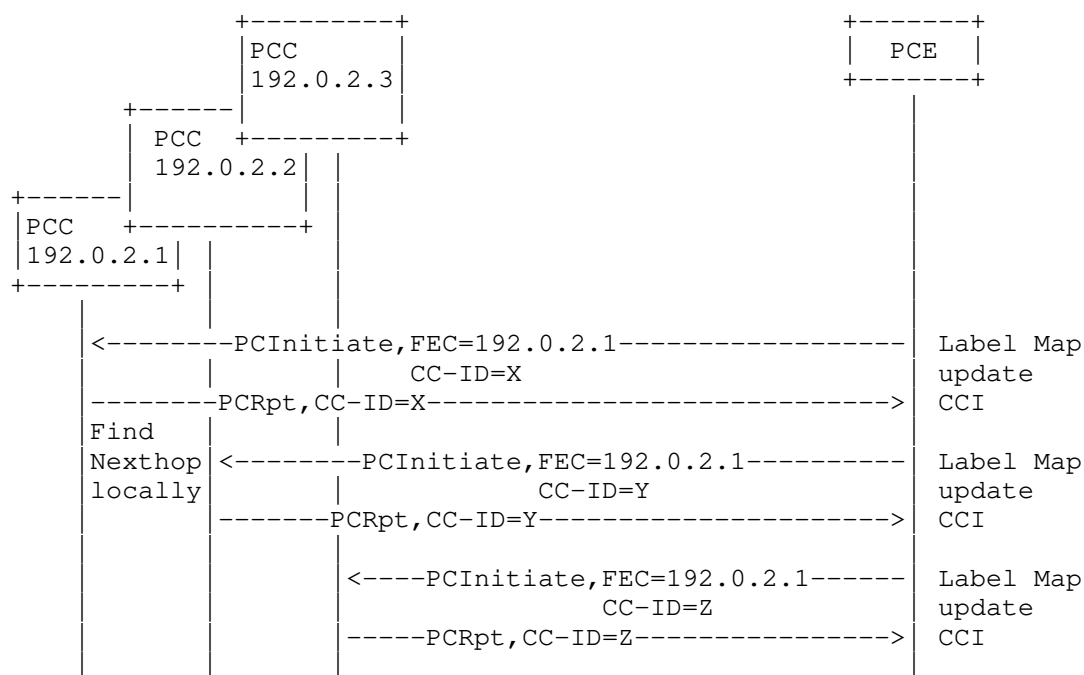 PCC
PCE
192.0.2.3
PCC
192.0.2.2
PCC
192.0.2.1
<--------PCInitiate,FEC=192.0.2.1------------------ Label Map
CC-ID=X update
--------PCRpt,CC-ID=X----------------------------->  CCI
Find
Nexthop <--------PCInitiate,FEC=192.0.2.1---------- Label Map
locally CC-ID=Y update
-------PCRpt,CC-ID=Y----------------------> CCI
<----PCInitiate,FEC=192.0.2.1------ Label Map
CC-ID=Z update
-----PCRpt,CC-ID=Z----------------> CCI